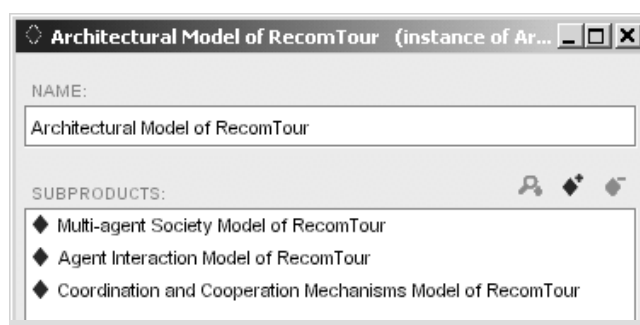 Architectural Model of RecomTour (instance of Ar...
NAME:
Architectural Model of RecomTour
SUBPRODUCTS:
Multi-agent Society Model of RecomTour
Agent Interaction Model of RecomTour
Coordination and Cooperation Mechanisms Model of RecomTour